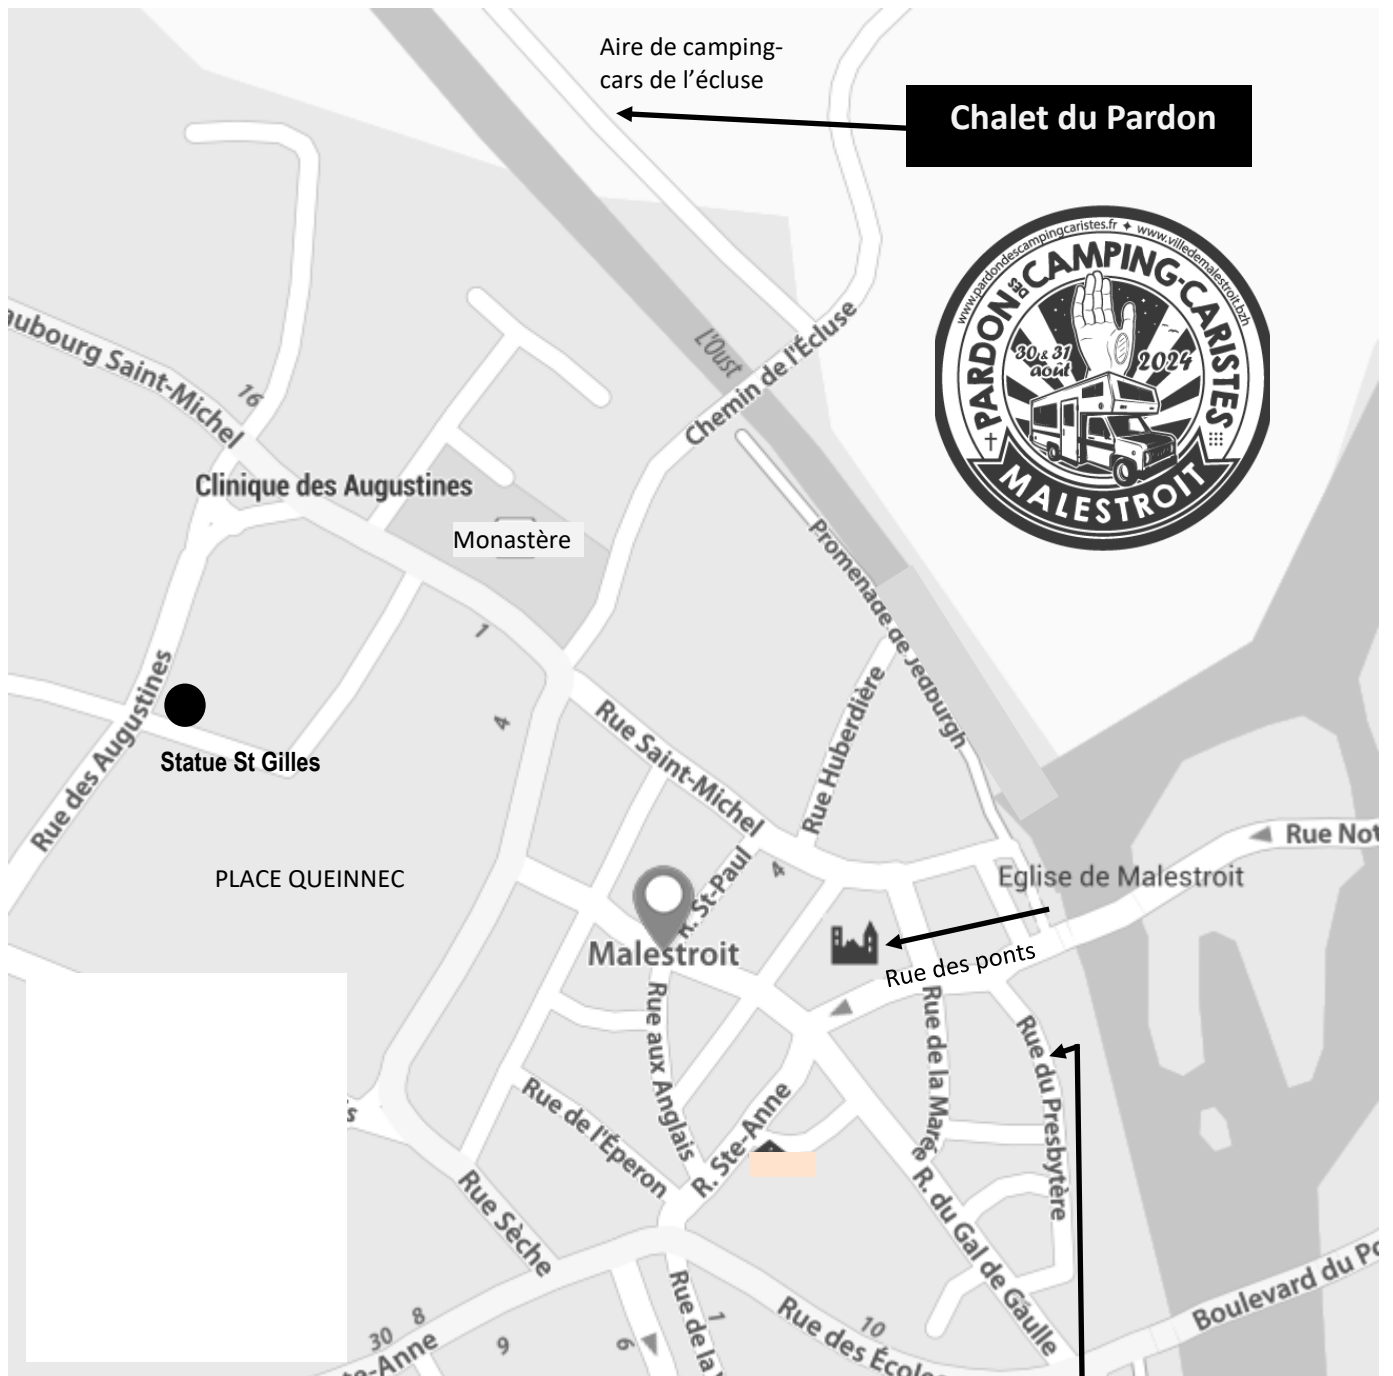 Aire de camping-
cars de l'écluse
Chalet du Pardon
www.pardondescampingcaristes.fr ✦ www.villedemalestroit.bzh
PARDON DES CAMPING-CARISTES
30 & 31
août
2024
MALESTROIT
aubourg Saint-Michel
16
L'Oust
Chemin de l'Écluse
Clinique des Augustines
Monastère
Promenade de Jedburgh
1
4
Rue des Augustines
Statue St Gilles
Rue Saint-Michel
Rue Huberdière
PLACE QUEINNEC
R. St-Paul
4
Rue Not
Eglise de Malestroit
Malestroit
Rue des ponts
Rue aux Anglais
Rue de la Marée
Rue du Presbytère
s
Rue de l'Éperon
R. Ste-Anne
Rue Sèche
R. du Gal de Gaulle
Boulevard du Po
Rue de la V
1
Rue des Écoles
10
30
8
9
6
te-Anne